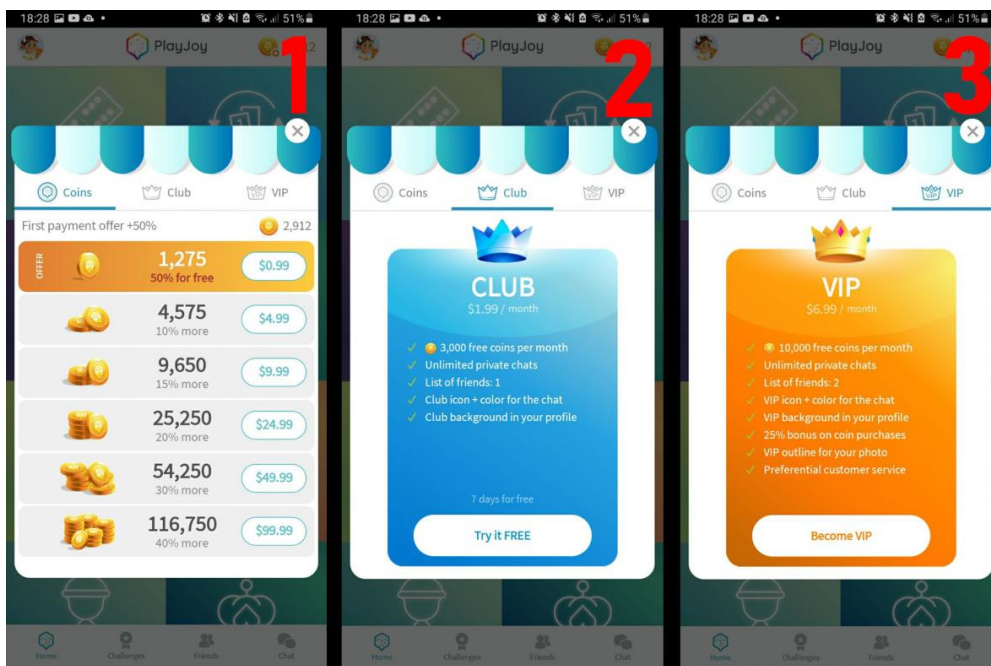 18:28
51%
1
PlayJoy
12
Coins
Club
VIP
First payment offer +50%
2,912
OFFER
1,275
50% for free
$0.99
4,575
10% more
$4.99
9,650
15% more
$9.99
25,250
20% more
$24.99
54,250
30% more
$49.99
116,750
40% more
$99.99
Home
Challenges
Friends
Chat
18:28
51%
2
PlayJoy
Coins
Club
VIP
CLUB
$1.99 / month
3,000 free coins per month
Unlimited private chats
List of friends: 1
Club icon + color for the chat
Club background in your profile
7 days for free
Try it FREE
Home
Challenges
Friends
Chat
18:28
51%
3
PlayJoy
Coins
Club
VIP
VIP
$6.99 / month
10,000 free coins per month
Unlimited private chats
List of friends: 2
VIP icon + color for the chat
VIP background in your profile
25% bonus on coin purchases
VIP outline for your photo
Preferential customer service
Become VIP
Home
Challenges
Friends
Chat